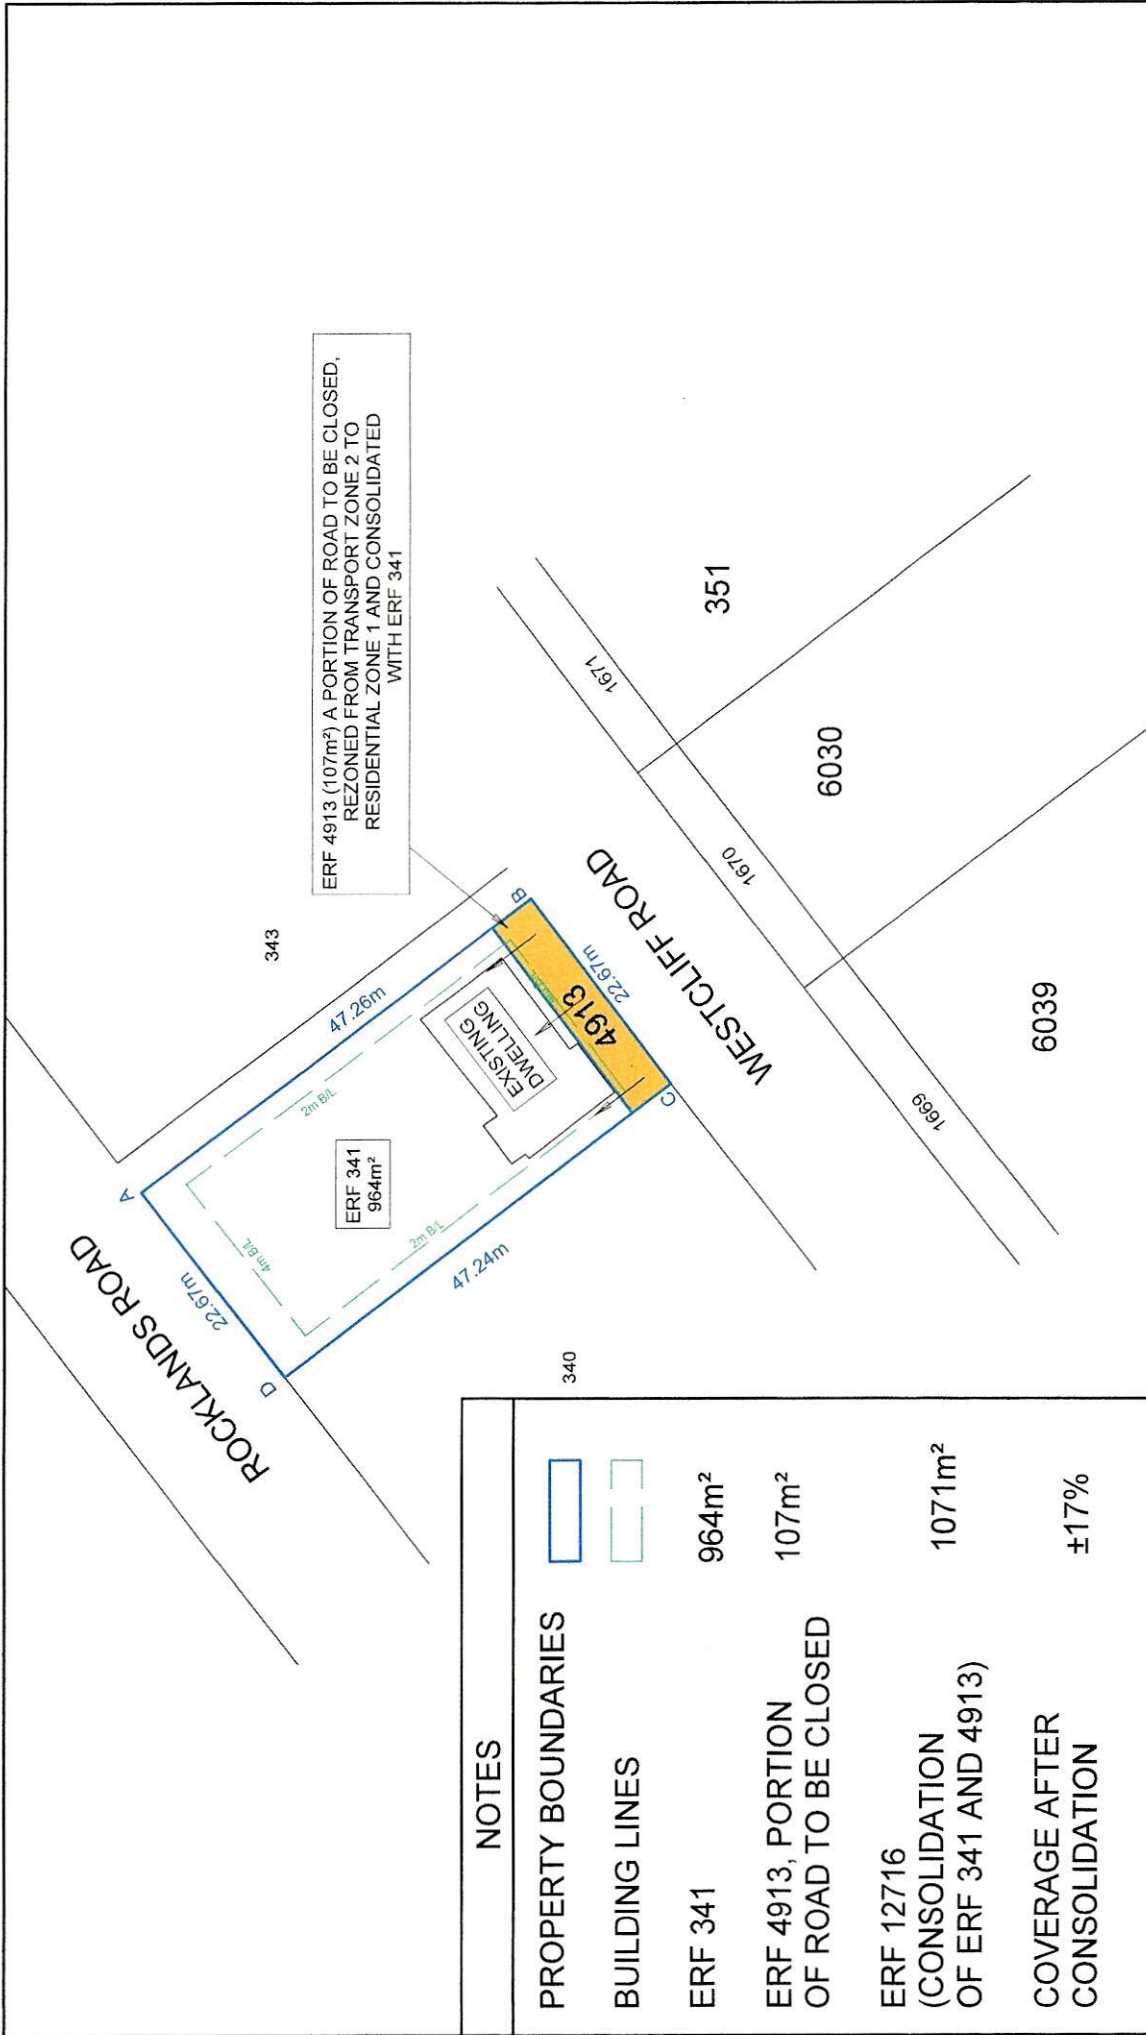 ROCKLANDS ROAD
A
D
22.67m
4m B/L
47.26m
2m B/L
343
ERF 341
964m²
2m B/L
47.24m
340
EXISTING
DWELLING
ERF 4913 (107m²) A PORTION OF ROAD TO BE CLOSED,
REZONED FROM TRANSPORT ZONE 2 TO
RESIDENTIAL ZONE 1 AND CONSOLIDATED
WITH ERF 341
B
4913
22.67m
C
WESTCLIFF ROAD
1671
351
1670
6030
1669
6039
NOTES
PROPERTY BOUNDARIES
BUILDING LINES
ERF 341 964m²
ERF 4913, PORTION 107m²
OF ROAD TO BE CLOSED
ERF 12716
(CONSOLIDATION 1071m²
OF ERF 341 AND 4913)
COVERAGE AFTER ±17%
CONSOLIDATION